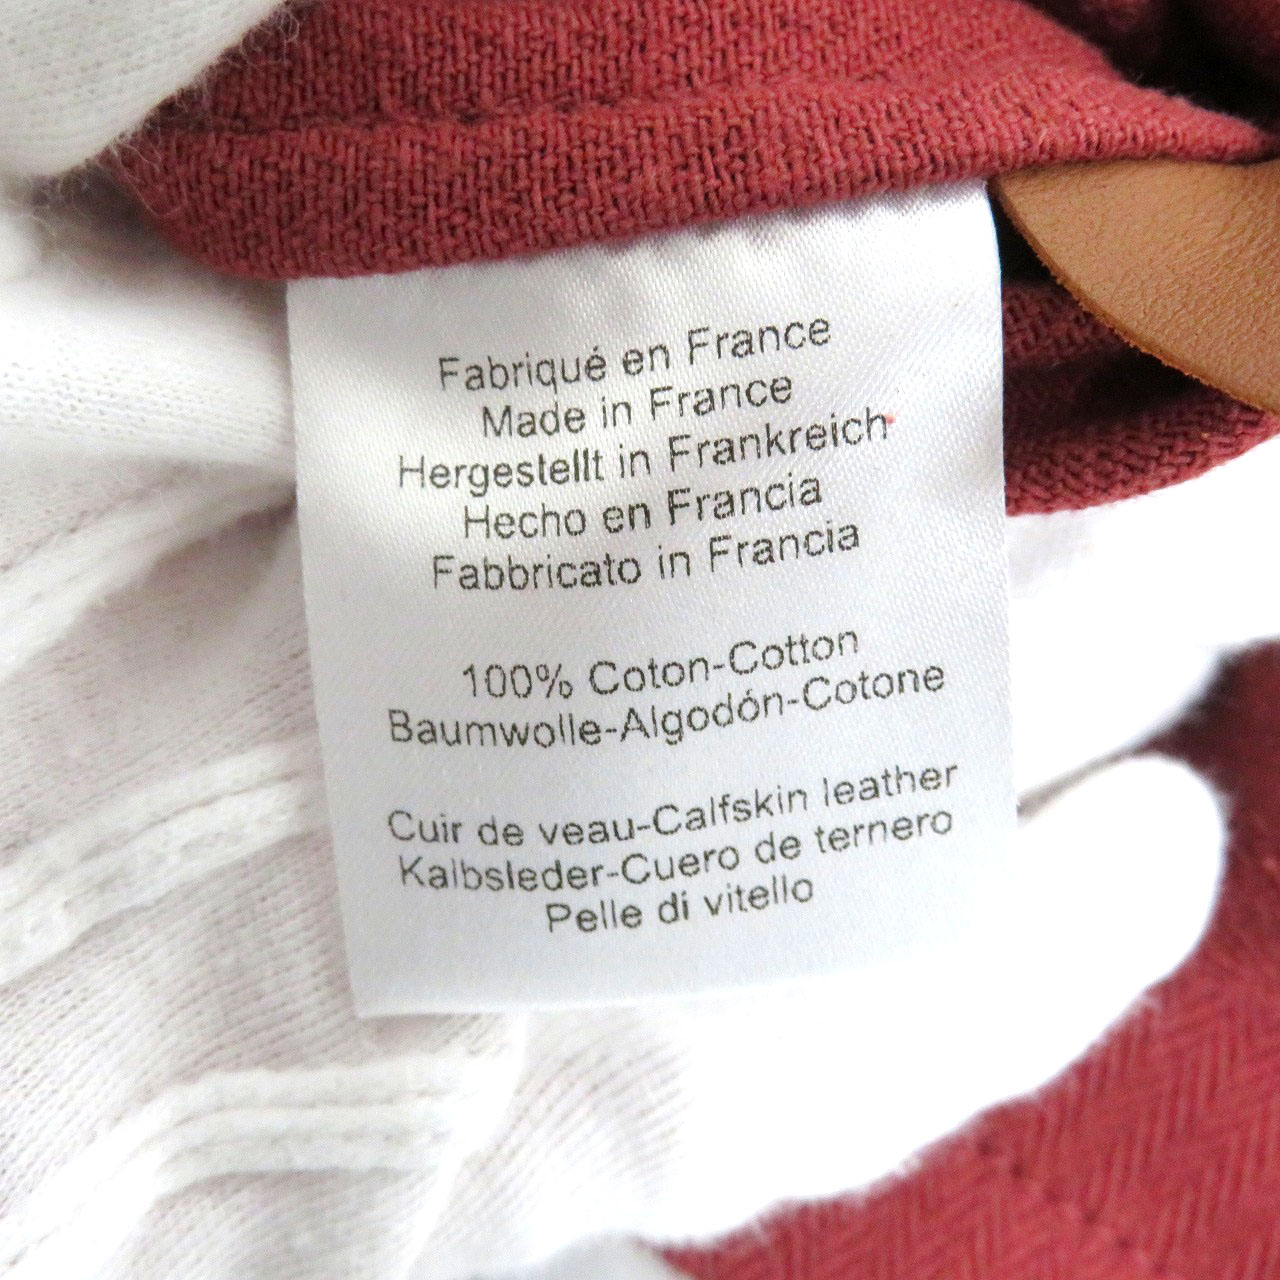 Fabriqué en France
Made in France
Hergestellt in Frankreich
Hecho en Francia
Fabbricato in Francia
100% Coton-Cotton
Baumwolle-Algodón-Cotone
Cuir de veau-Calfskin leather
Kalbsleder-Cuero de ternero
Pelle di vitello